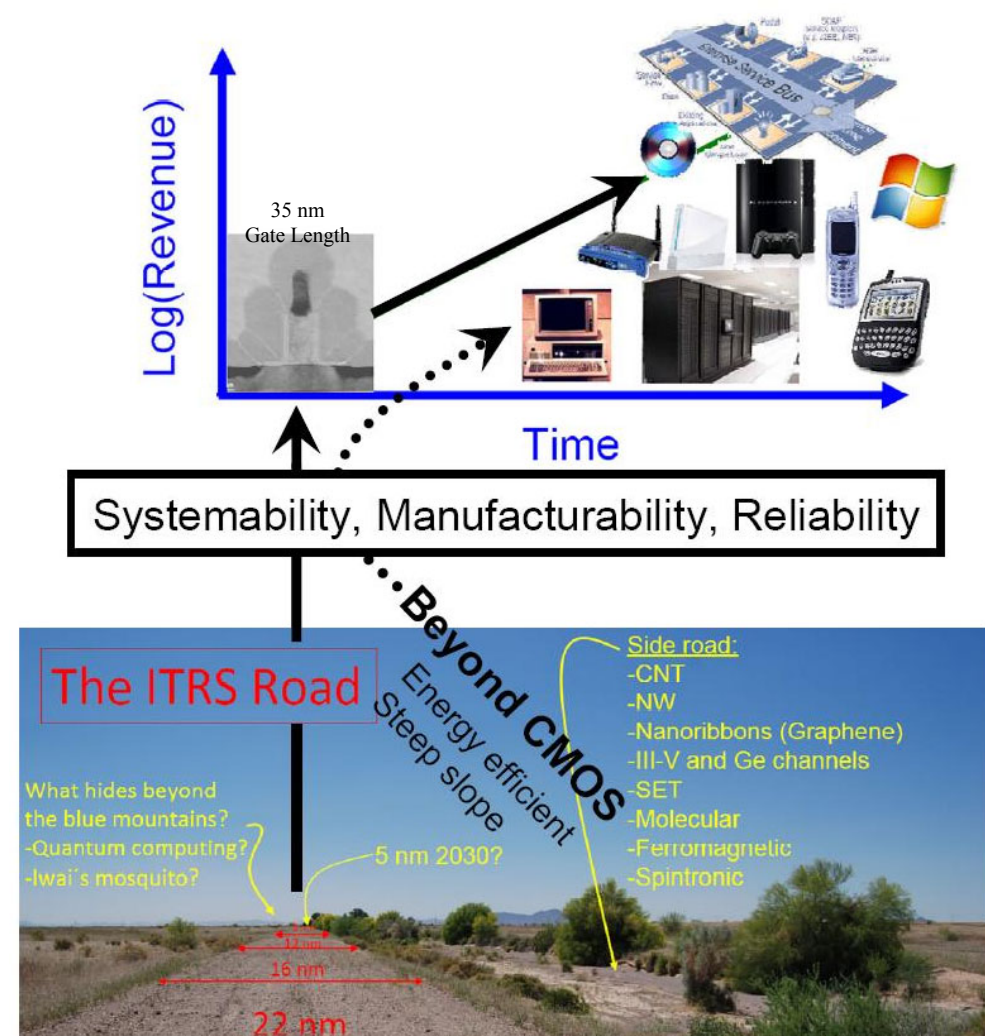 Portal
Enterprise Service Bus
Log(Revenue)
35 nm
Gate Length
Time
Systemability, Manufacturability, Reliability
Beyond CMOS
Energy efficient
Steep slope
The ITRS Road
Side road:
-CNT
-NW
-Nanoribbons (Graphene)
-III-V and Ge channels
-SET
-Molecular
-Ferromagnetic
-Spintronic
What hides beyond
the blue mountains?
-Quantum computing?
-Iwai´s mosquito?
5 nm 2030?
12 nm
16 nm
22 nm